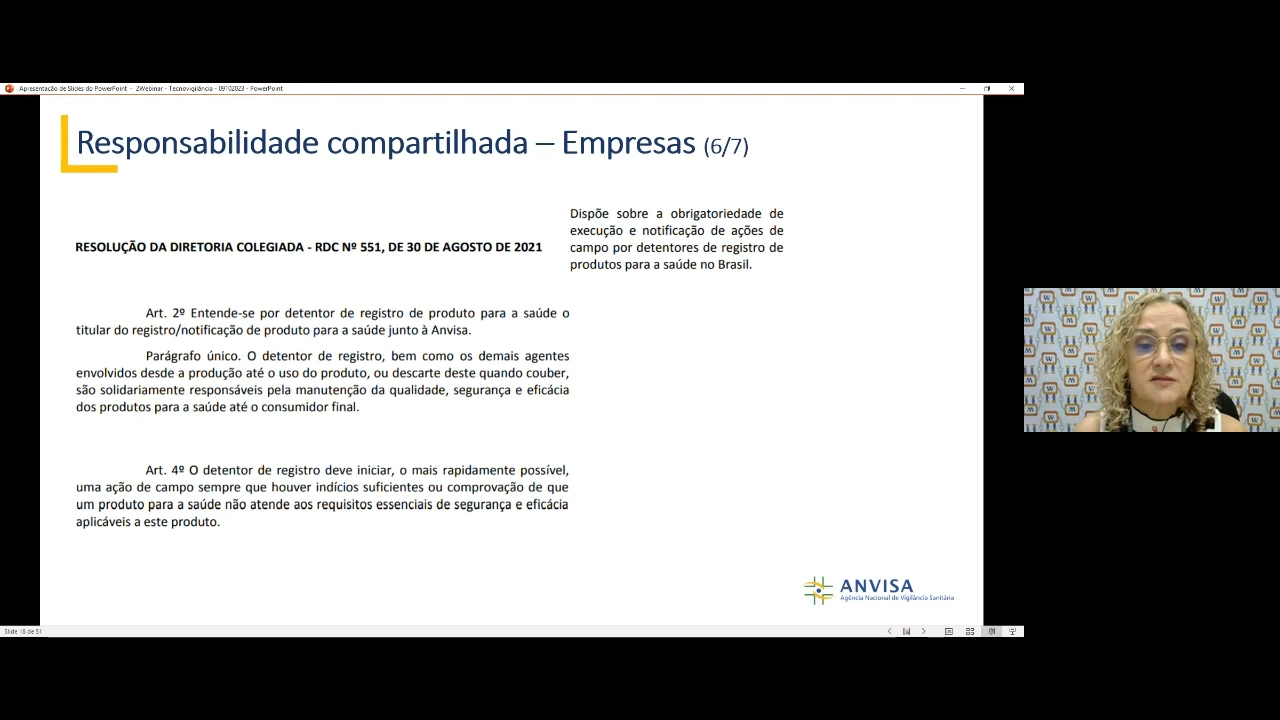 Apresentação de Slides do PowerPoint - 2Webinar - Tecnovigilância - 09102023 - PowerPoint
Responsabilidade compartilhada – Empresas (6/7)
Dispõe sobre a obrigatoriedade de
execução e notificação de ações de
campo por detentores de registro de
produtos para a saúde no Brasil.
RESOLUÇÃO DA DIRETORIA COLEGIADA - RDC Nº 551, DE 30 DE AGOSTO DE 2021
Art. 2º Entende-se por detentor de registro de produto para a saúde o
titular do registro/notificação de produto para a saúde junto à Anvisa.
Parágrafo único. O detentor de registro, bem como os demais agentes
envolvidos desde a produção até o uso do produto, ou descarte deste quando couber,
são solidariamente responsáveis pela manutenção da qualidade, segurança e eficácia
dos produtos para a saúde até o consumidor final.
Art. 4º O detentor de registro deve iniciar, o mais rapidamente possível,
uma ação de campo sempre que houver indícios suficientes ou comprovação de que
um produto para a saúde não atende aos requisitos essenciais de segurança e eficácia
aplicáveis a este produto.
ANVISA
Agência Nacional de Vigilância Sanitária
Slide 18 de 51